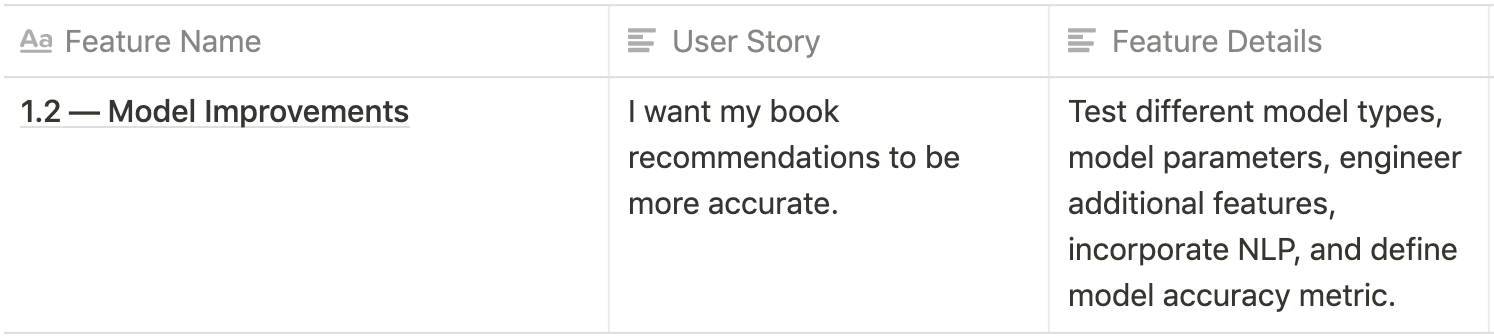 Aa Feature Name
User Story
Feature Details
1.2 — Model Improvements
I want my book
recommendations to be
more accurate.
Test different model types,
model parameters, engineer
additional features,
incorporate NLP, and define
model accuracy metric.